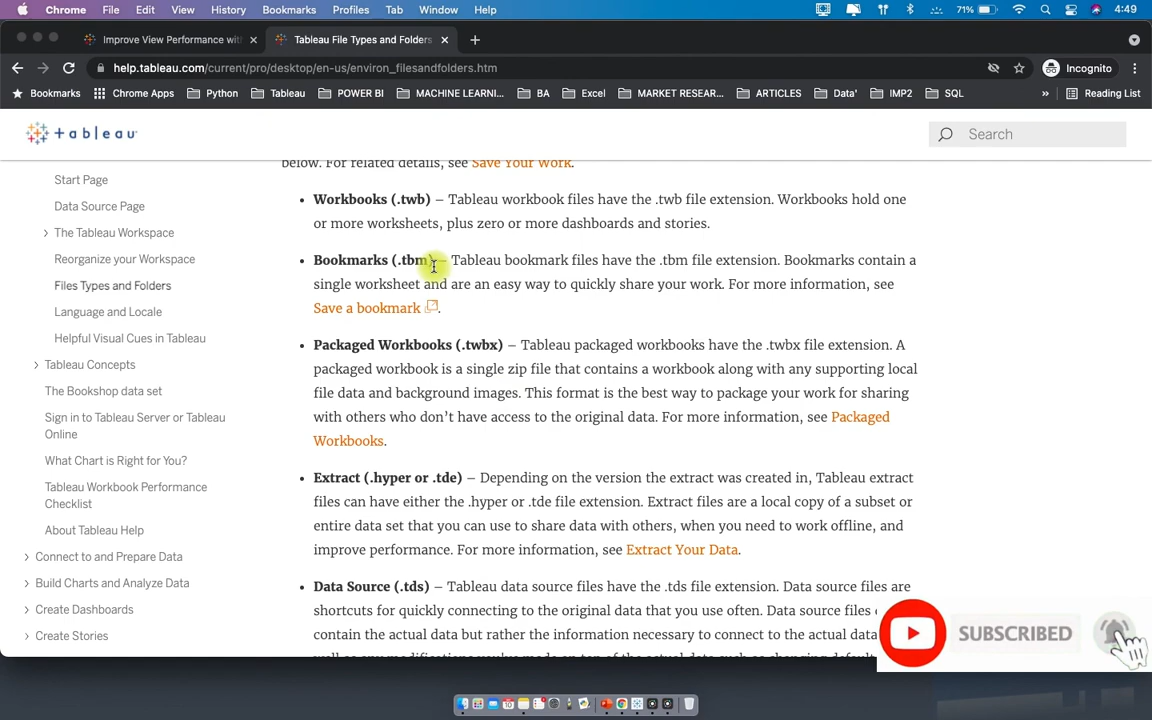 Chrome File Edit View History Bookmarks Profiles Tab Window Help 71% 4:49
Improve View Performance wit Tableau File Types and Folders
help.tableau.com/current/pro/desktop/en-us/environ_filesandfolders.htm Incognito
Bookmarks Chrome Apps Python Tableau POWER BI MACHINE LEARNI... BA Excel MARKET RESEAR... ARTICLES Data' IMP2 SQL » Reading List
+ a b l e a u Search
below. For related details, see Save Your Work.
Start Page
Data Source Page
The Tableau Workspace
Reorganize your Workspace
Files Types and Folders
Language and Locale
Helpful Visual Cues in Tableau
Tableau Concepts
The Bookshop data set
Sign in to Tableau Server or Tableau
Online
What Chart is Right for You?
Tableau Workbook Performance
Checklist
About Tableau Help
Connect to and Prepare Data
Build Charts and Analyze Data
Create Dashboards
Create Stories
• Workbooks (.twb) – Tableau workbook files have the .twb file extension. Workbooks hold one
or more worksheets, plus zero or more dashboards and stories.
• Bookmarks (.tbm) – Tableau bookmark files have the .tbm file extension. Bookmarks contain a
single worksheet and are an easy way to quickly share your work. For more information, see
Save a bookmark.
• Packaged Workbooks (.twbx) – Tableau packaged workbooks have the .twbx file extension. A
packaged workbook is a single zip file that contains a workbook along with any supporting local
file data and background images. This format is the best way to package your work for sharing
with others who don't have access to the original data. For more information, see Packaged
Workbooks.
• Extract (.hyper or .tde) – Depending on the version the extract was created in, Tableau extract
files can have either the .hyper or .tde file extension. Extract files are a local copy of a subset or
entire data set that you can use to share data with others, when you need to work offline, and
improve performance. For more information, see Extract Your Data.
• Data Source (.tds) – Tableau data source files have the .tds file extension. Data source files are
shortcuts for quickly connecting to the original data that you use often. Data source files
contain the actual data but rather the information necessary to connect to the actual data
SUBSCRIBED